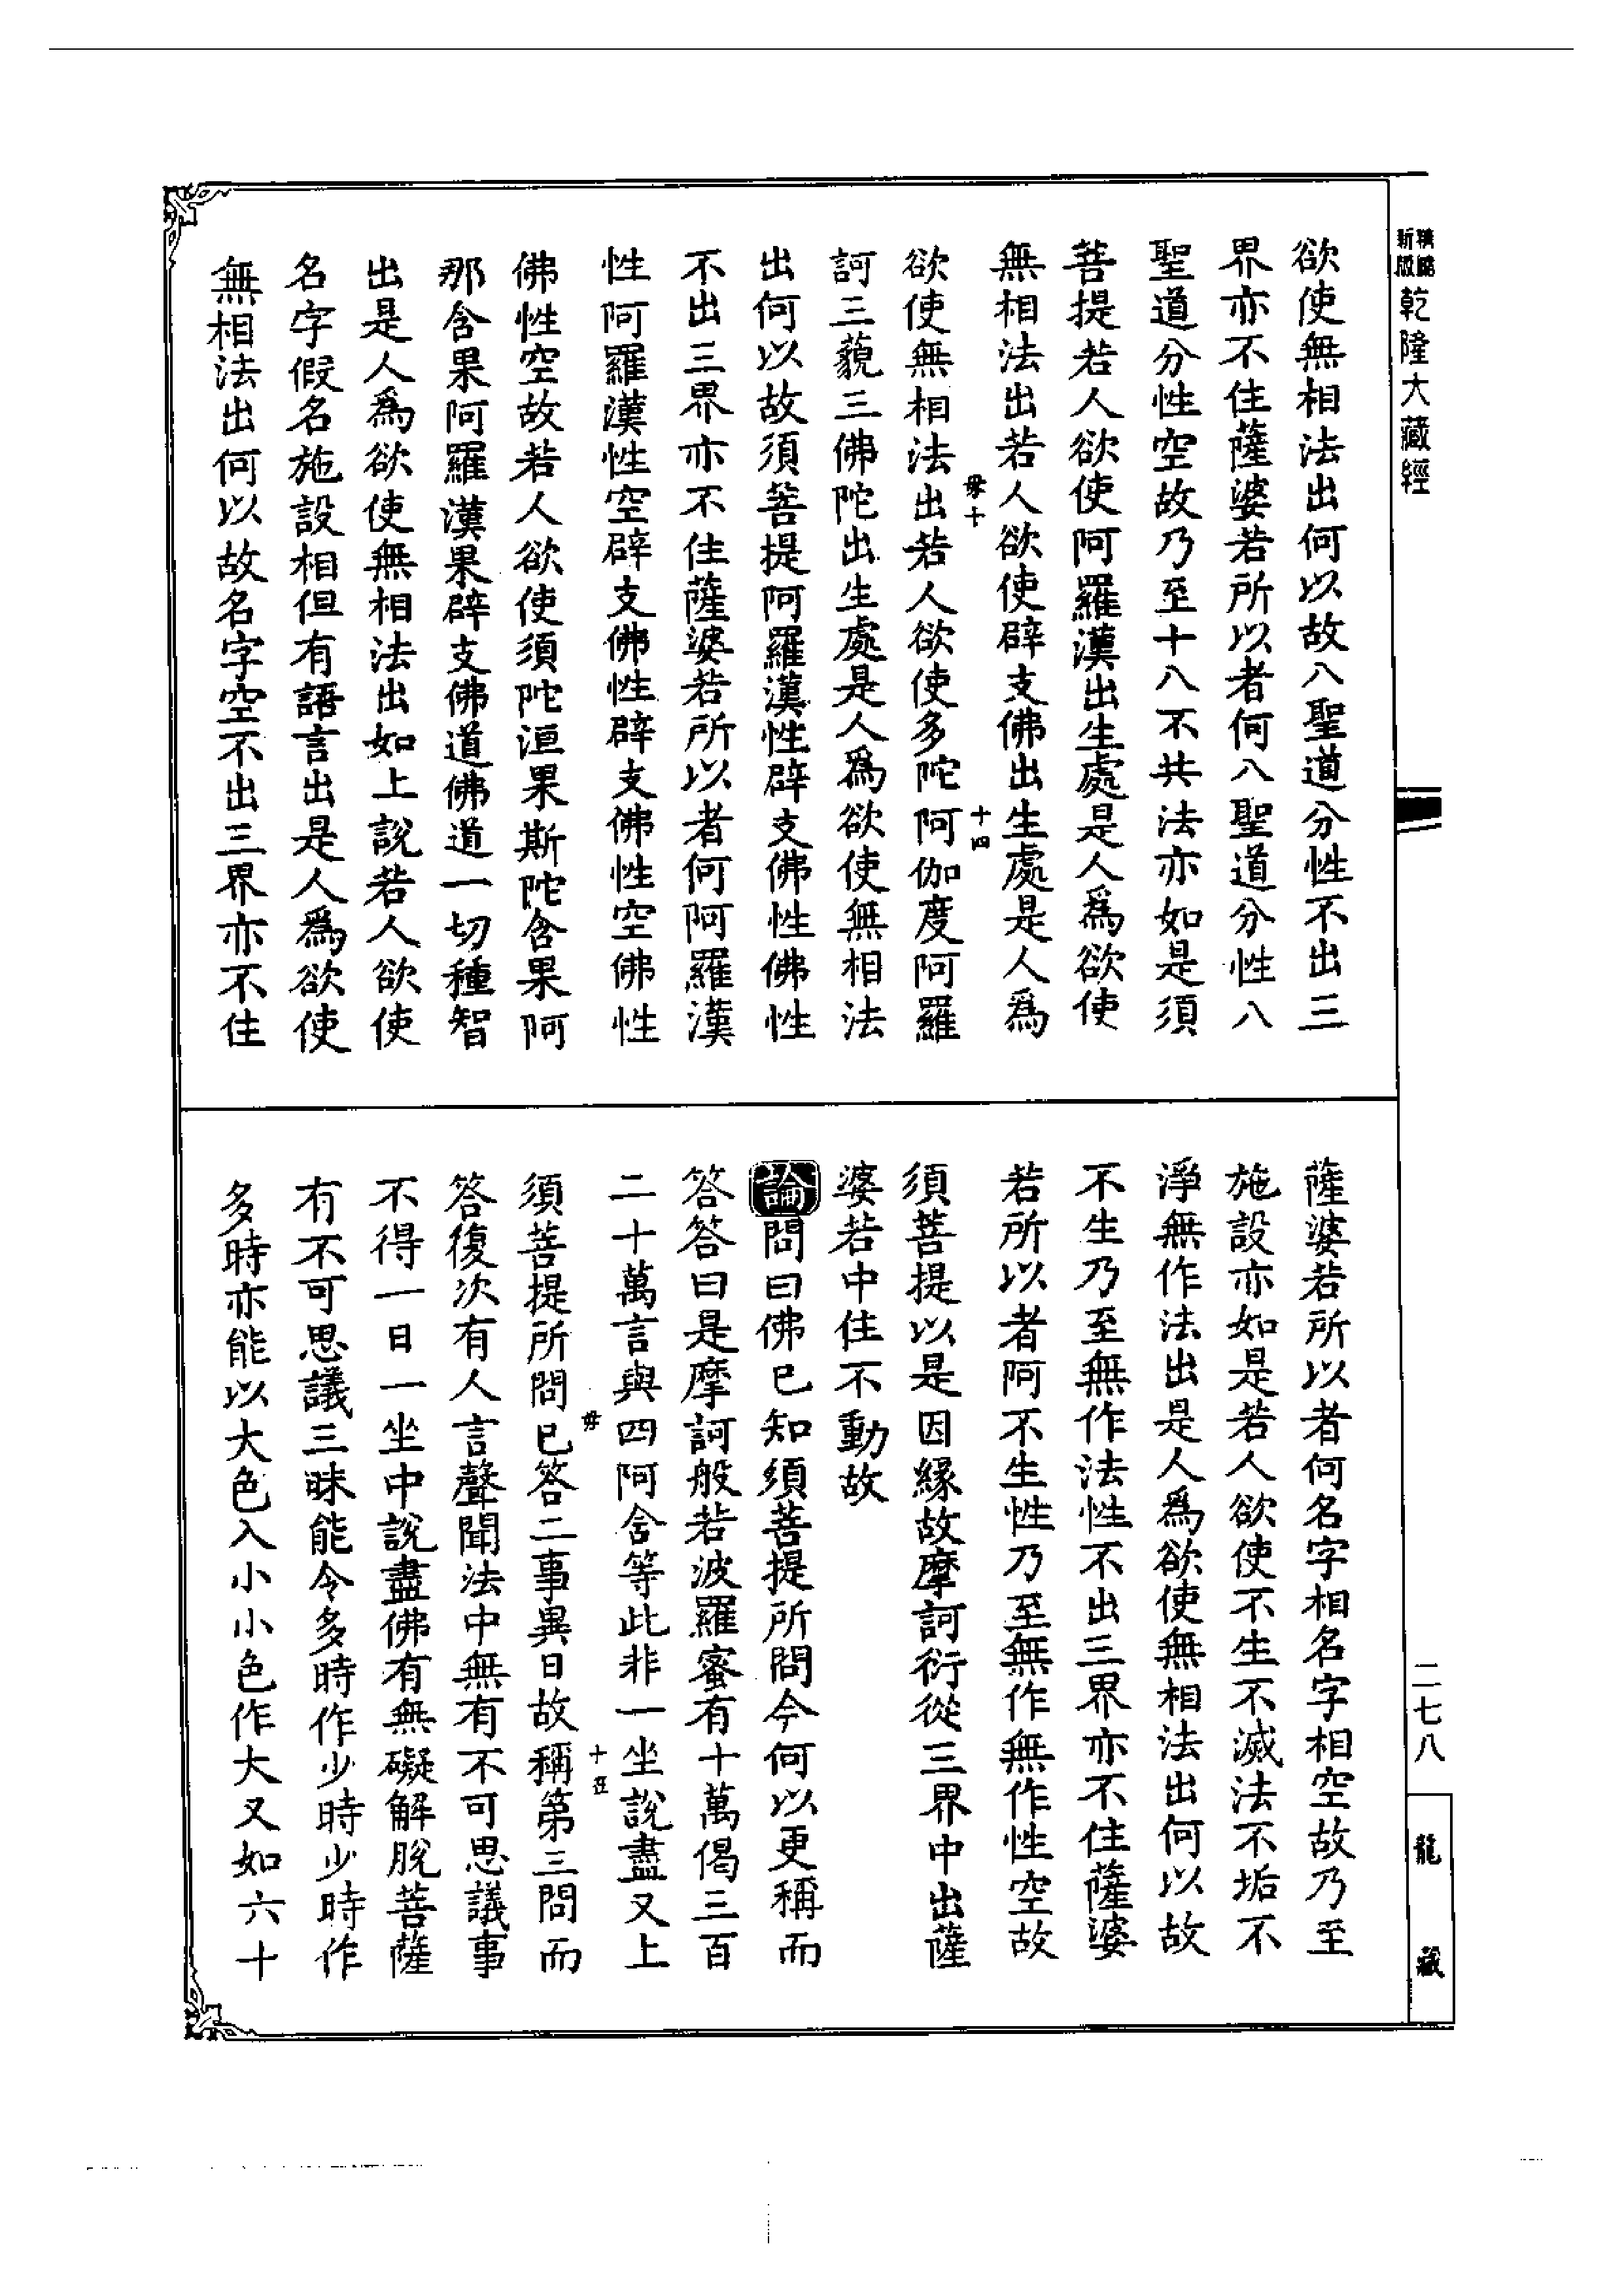 欲使無相法出何以故八聖道分性不出三
界亦不住薩婆若所以者何八聖道分性八
聖道分性空故乃至十八不共法亦如是須
菩提若人欲使阿羅漢出生處是人爲欲使
無相法出若人欲使辟支佛出生處是人爲
欲使無相法出若人欲使多陀阿伽度阿羅
訶三藐三佛陀出生處是人爲欲使無相法
出何以故須菩提阿羅漢性辟支佛性佛性
不出三界亦不住薩婆若所以者何阿羅漢
性阿羅漢性空辟支佛性辟支佛性空佛性
佛性空故若人欲使須陀洹果斯陀含果阿
那含果阿羅漢果辟支佛道佛道一切種智
出是人爲欲使無相法出如上說若人欲使
名字假名施設相但有語言出是人爲欲使
無相法出何以故名字空不出三界亦不住
薩婆若所以者何名字相名字相空故乃至
施設亦如是若人欲使不生不滅法不垢不
淨無作法出是人爲欲使無相法出何以故
不生乃至無作法性不出三界亦不住薩婆
若所以者何不生性乃至無作無作性空故
須菩提以是因緣故摩訶衍從三界中出薩
婆若中住不動故
論問曰佛已知須菩提所問今何以更稱而
答答曰是摩訶般若波羅蜜有十萬偈三百
二十萬言與四阿含等此非一坐說盡又上
須菩提所問已答二事異日故稱第三問而
答復次有人言聲聞法中無有不可思議事
不得一日一坐中說盡佛有無礙解脫菩薩
有不可思議三昧能令多時作少時少時作
多時亦能以大色入小小色作大又如六十
十四
十五
新版
乾隆大藏經
二七八
龍藏